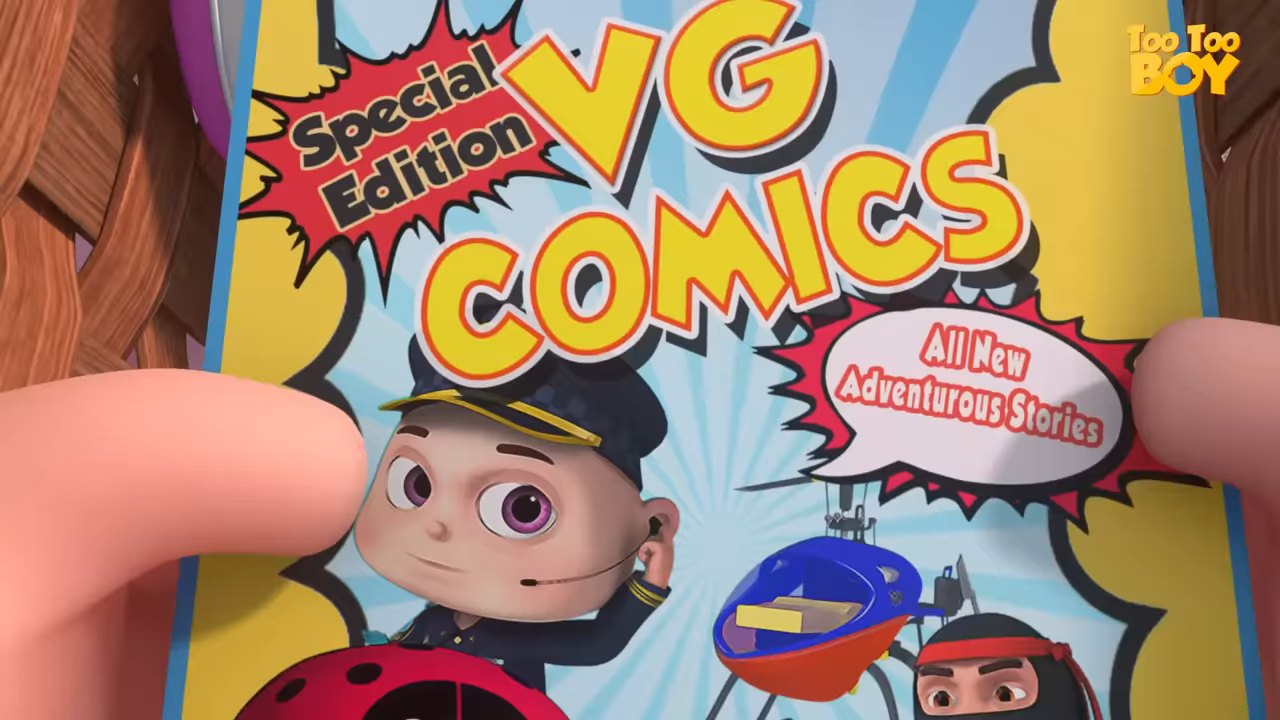 Special
Edition
VG
COMICS
All New
Adventurous Stories
Too Too
BOY